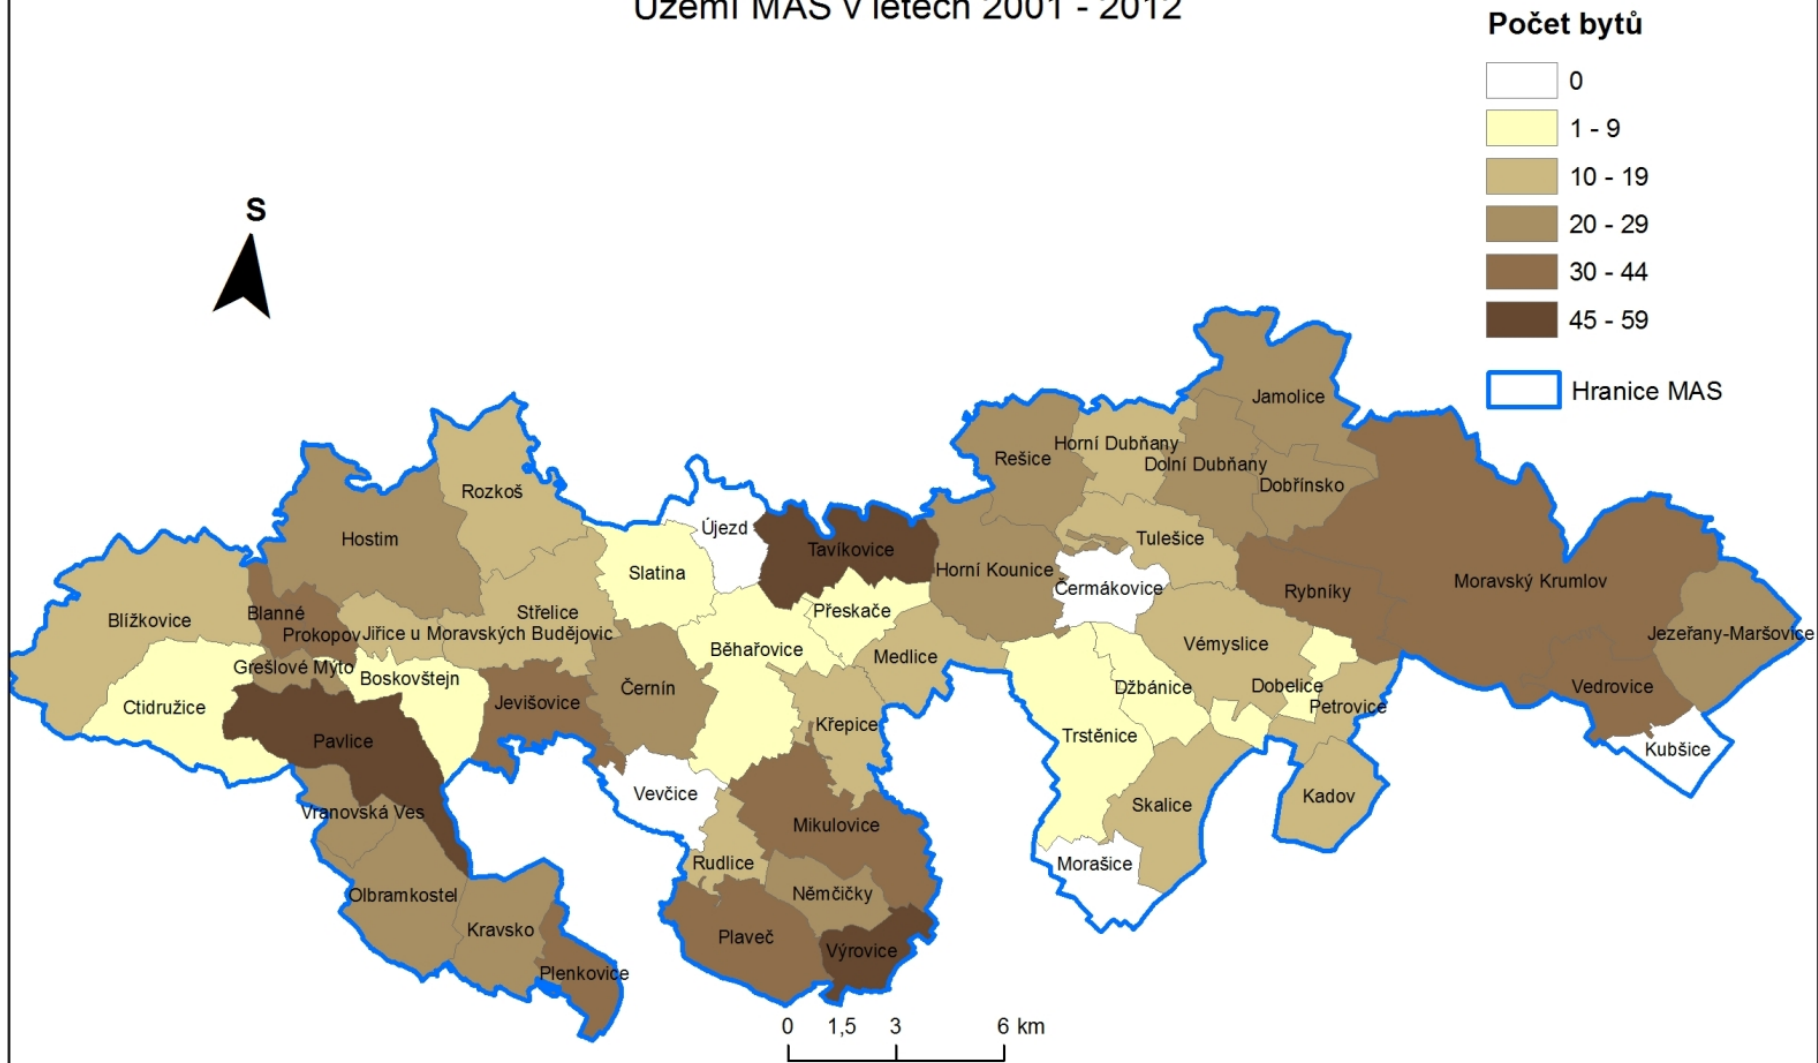 Území MAS v letech 2001 - 2012
Počet bytů
0
1 - 9
10 - 19
20 - 29
30 - 44
45 - 59
Hranice MAS
S
Jamolice
Horní Dubňany
Rešice
Dolní Dubňany
Dobřínsko
Rozkoš
Újezd
Hostim
Tulešice
Tavíkovice
Slatina
Horní Kounice
Moravský Krumlov
Čermákovice
Rybníky
Blanné
Střelice
Přeskače
Blížkovice
Prokopov
Jiřice u Moravských Budějovic
Jezeřany-Maršovice
Vémyslice
Běhařovice
Medlice
Grešlové Mýto
Boskovštejn
Černín
Džbánice
Dobelice
Vedrovice
Jevišovice
Ctidružice
Petrovice
Křepice
Trstěnice
Pavlice
Kubšice
Vevčice
Kadov
Skalice
Vranovská Ves
Mikulovice
Rudlice
Morašice
Olbramkostel
Němčičky
Kravsko
Plaveč
Výrovice
Plenkovice
0 1,5 3 6 km